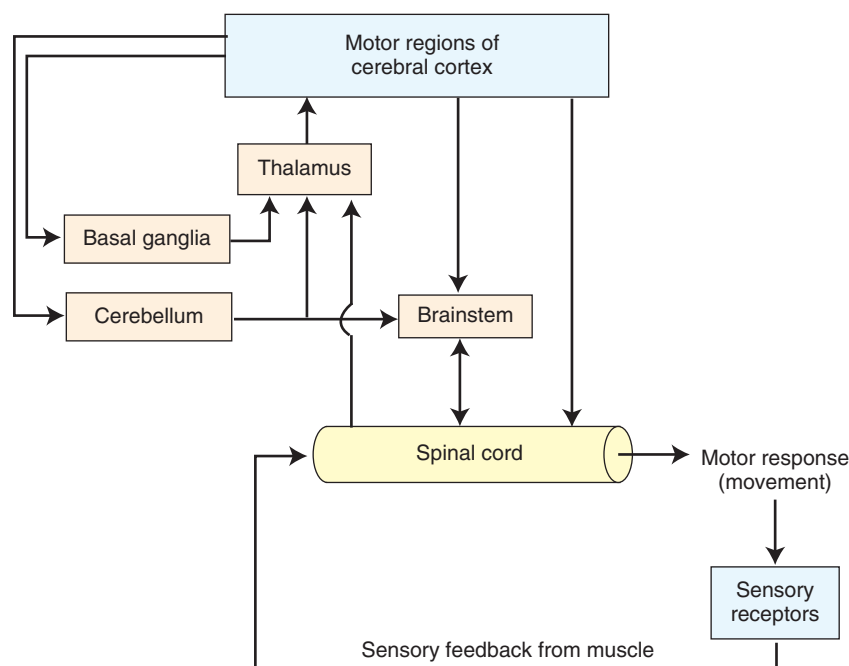 Motor regions of
cerebral cortex
Thalamus
Basal ganglia
Cerebellum
Brainstem
Spinal cord
Motor response
(movement)
Sensory
receptors
Sensory feedback from muscle